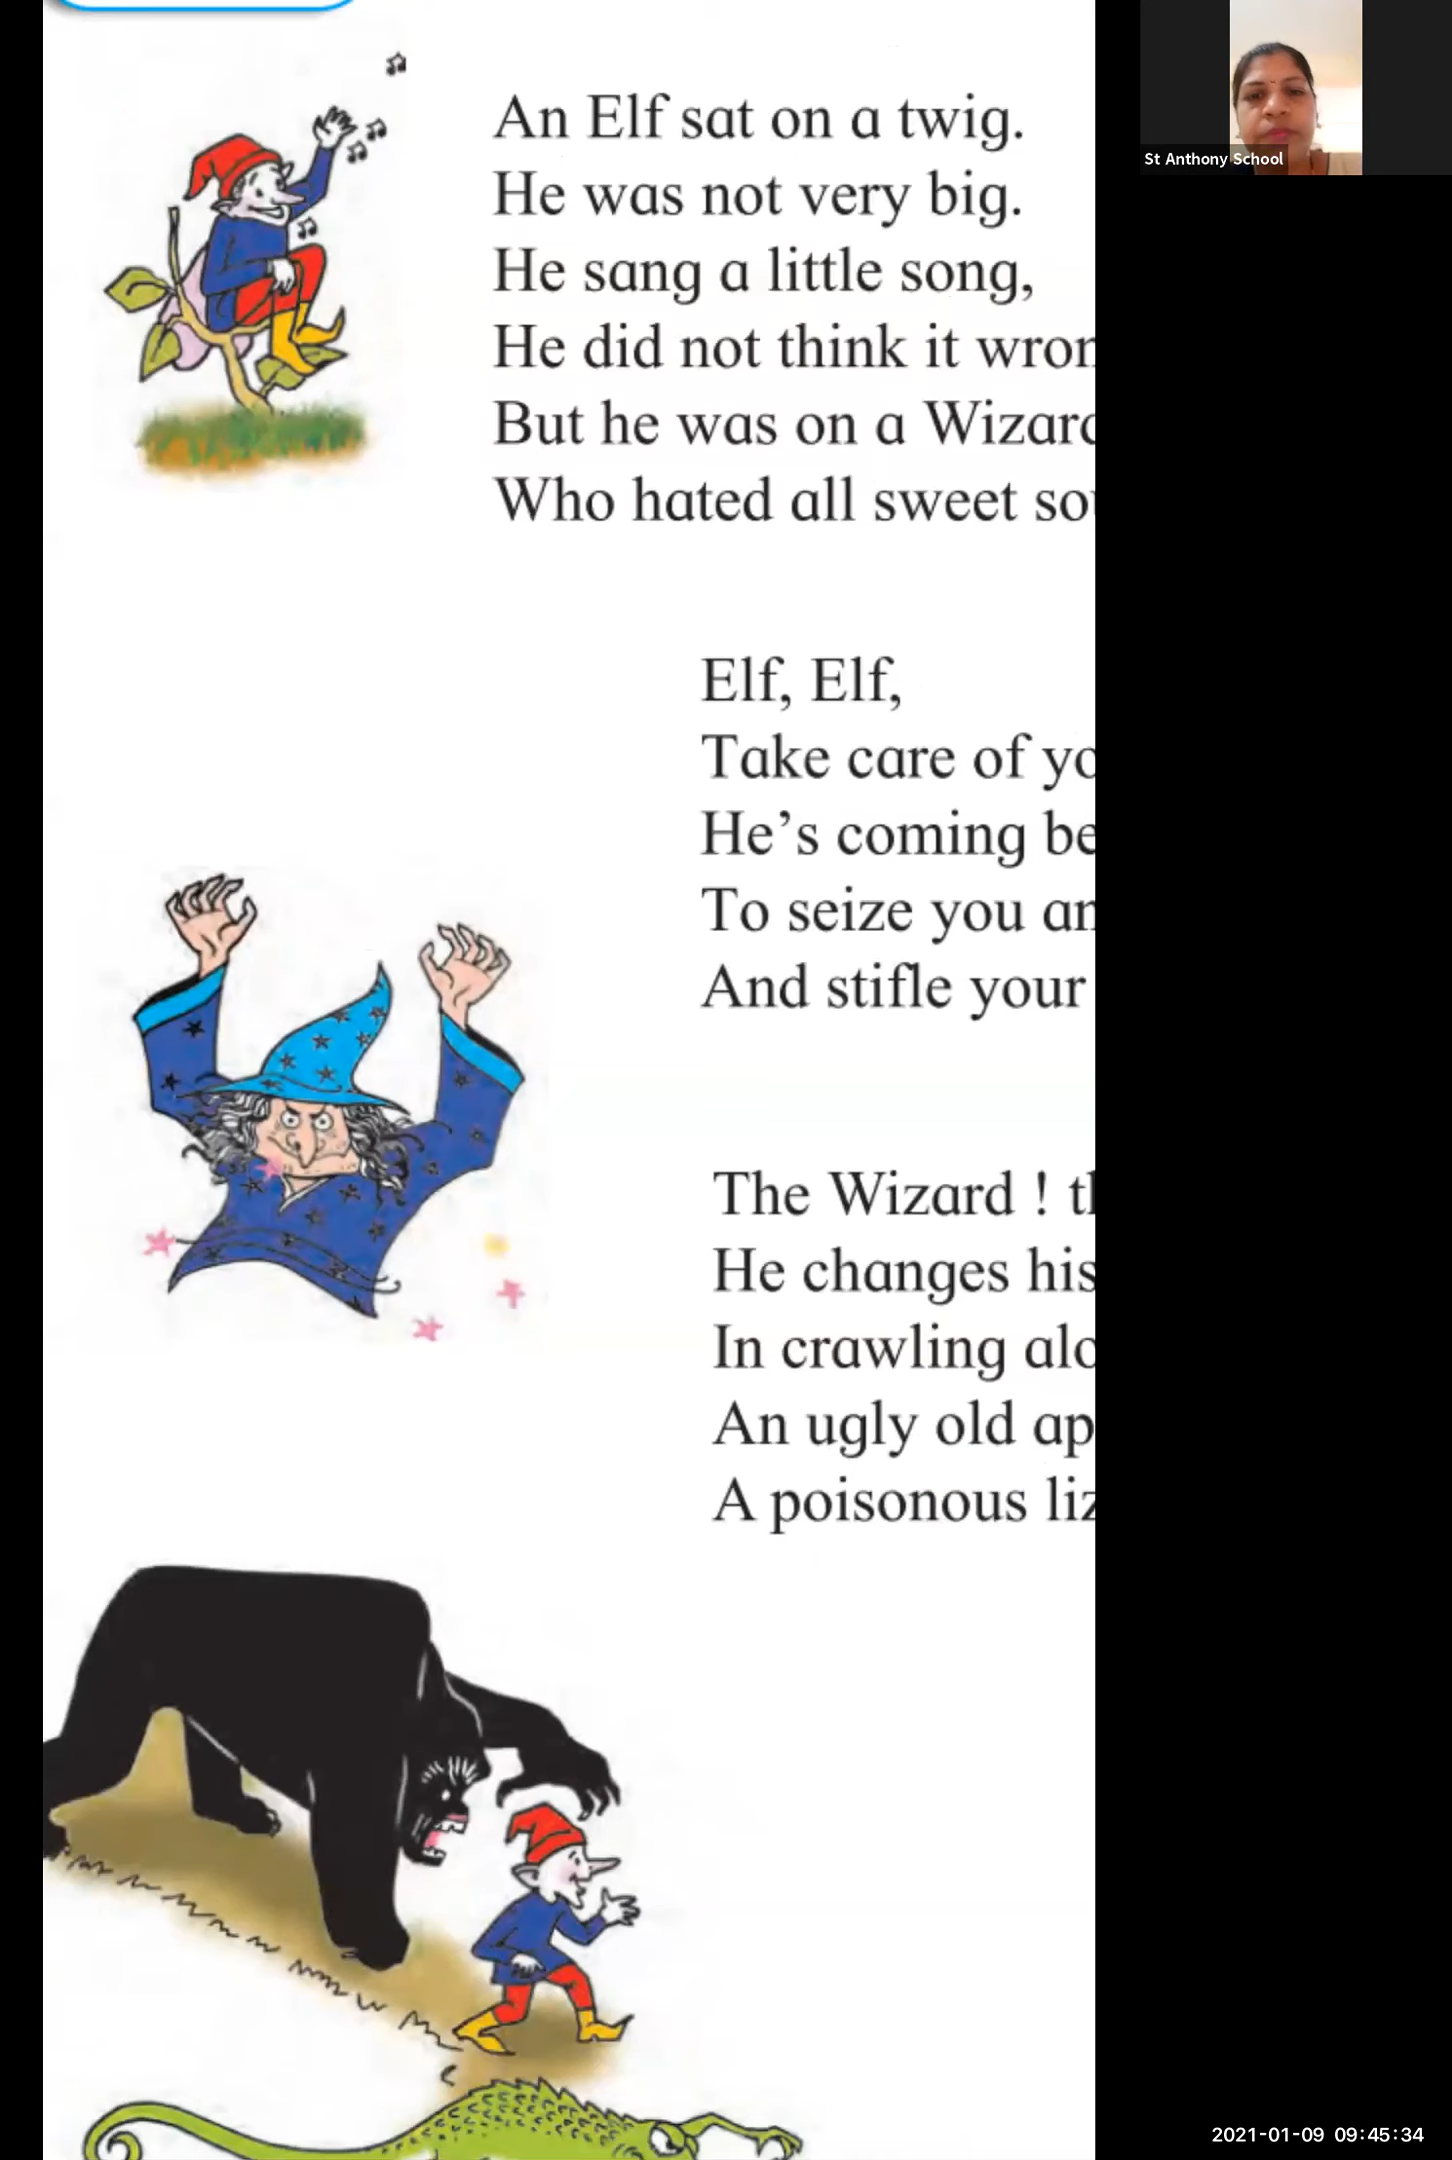 An Elf sat on a twig.
He was not very big.
He sang a little song,
He did not think it wron
But he was on a Wizard
Who hated all sweet sou
Elf, Elf,
Take care of yo
He's coming be
To seize you an
And stifle your
The Wizard ! th
He changes his
In crawling alo
An ugly old ap
A poisonous liz
St Anthony School
2021-01-09 09:45:34